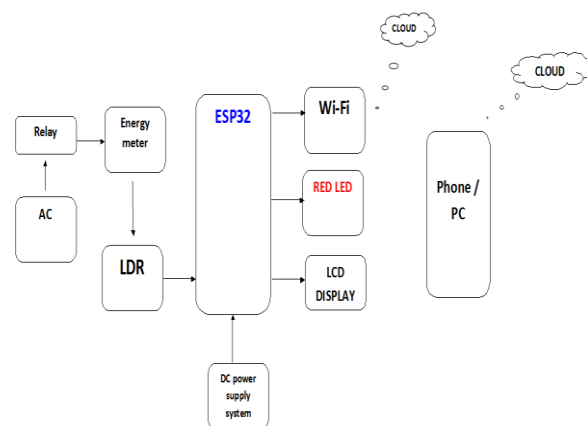 CLOUD
CLOUD
ESP32
Wi-Fi
Energy
meter
Relay
RED LED
Phone /
PC
AC
LDR
LCD
DISPLAY
DC power
supply
system